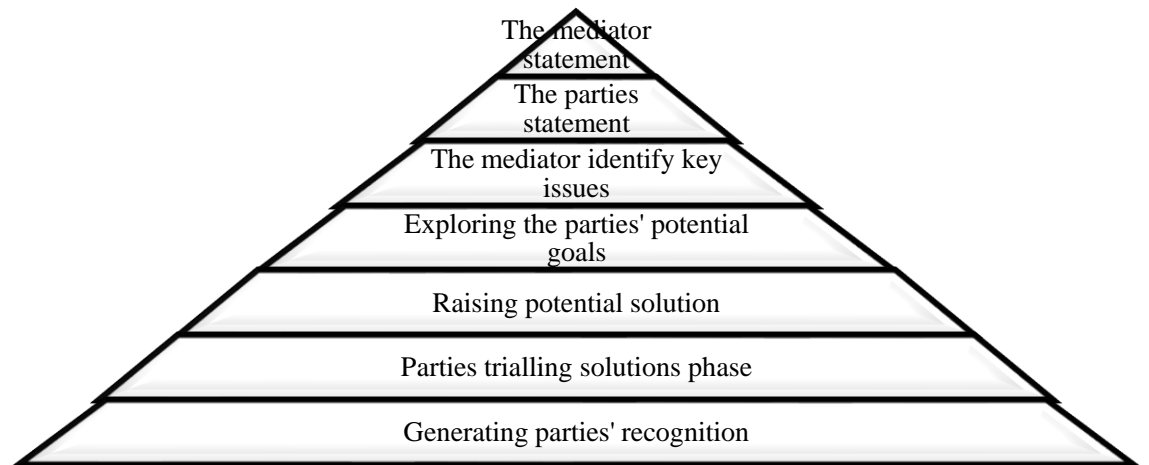 The mediator
statement
The parties
statement
The mediator identify key
issues
Exploring the parties' potential
goals
Raising potential solution
Parties trialling solutions phase
Generating parties' recognition